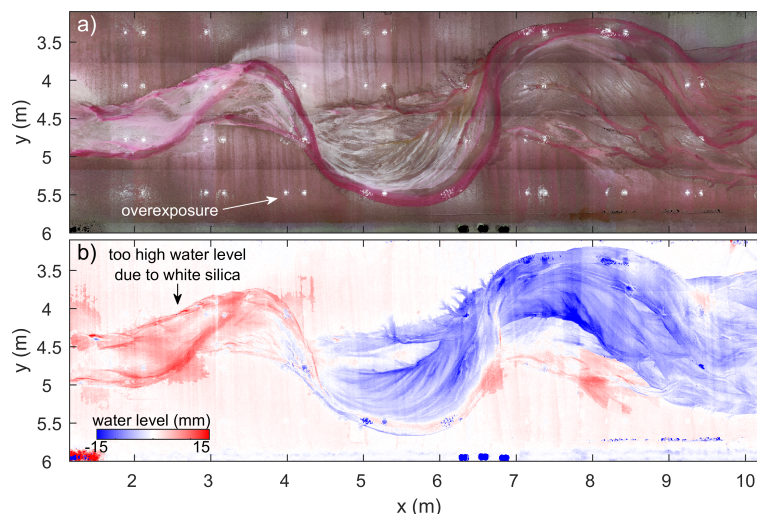 a)
3
4
5
6
y (m)
overexposure
b)
too high water level
due to white silica
3
4
5
6
y (m)
3.5
4.5
5.5
3.5
4.5
5.5
water level (mm)
-15 15
2 3 4 5 6 7 8 9 10
x (m)